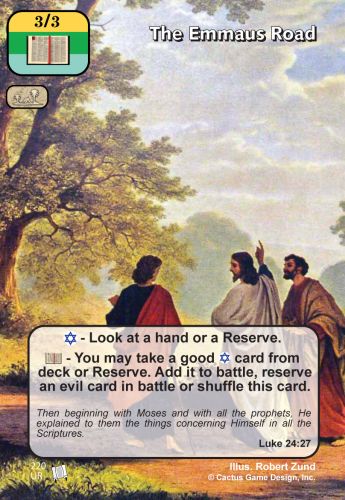 3/3
The Emmaus Road
- Look at a hand or a Reserve.
- You may take a good ✡ card from
deck or Reserve. Add it to battle, reserve
an evil card in battle or shuffle this card.
Then beginning with Moses and with all the prophets, He
explained to them the things concerning Himself in all the
Scriptures.
Luke 24:27
220
UR
Illus. Robert Zund
© Cactus Game Design, Inc.